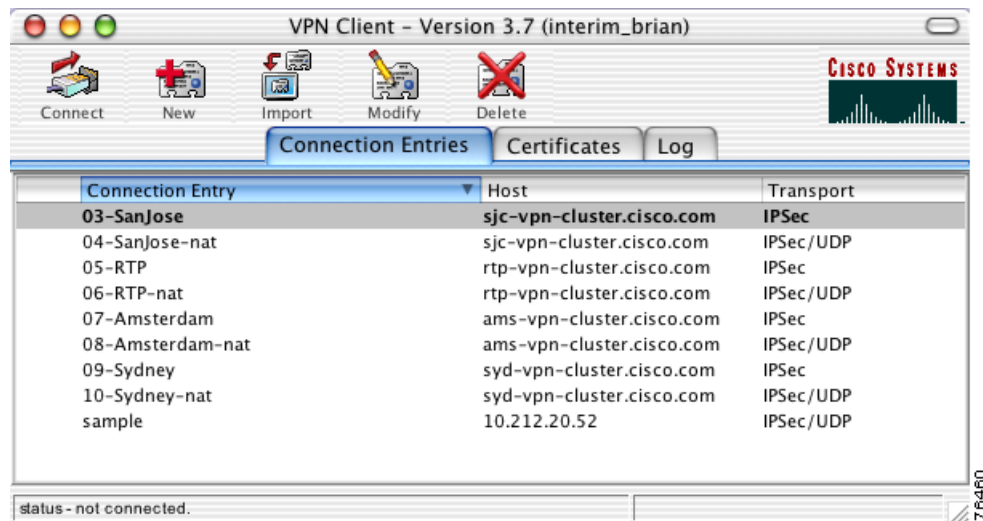 VPN Client - Version 3.7 (interim_brian)
Connect New Import Modify Delete
CISCO SYSTEMS
Connection Entries Certificates Log
Connection Entry Host Transport
03-SanJose sjc-vpn-cluster.cisco.com IPSec
04-SanJose-nat sjc-vpn-cluster.cisco.com IPSec/UDP
05-RTP rtp-vpn-cluster.cisco.com IPSec
06-RTP-nat rtp-vpn-cluster.cisco.com IPSec/UDP
07-Amsterdam ams-vpn-cluster.cisco.com IPSec
08-Amsterdam-nat ams-vpn-cluster.cisco.com IPSec/UDP
09-Sydney syd-vpn-cluster.cisco.com IPSec
10-Sydney-nat syd-vpn-cluster.cisco.com IPSec/UDP
sample 10.212.20.52 IPSec/UDP
status - not connected.
76460